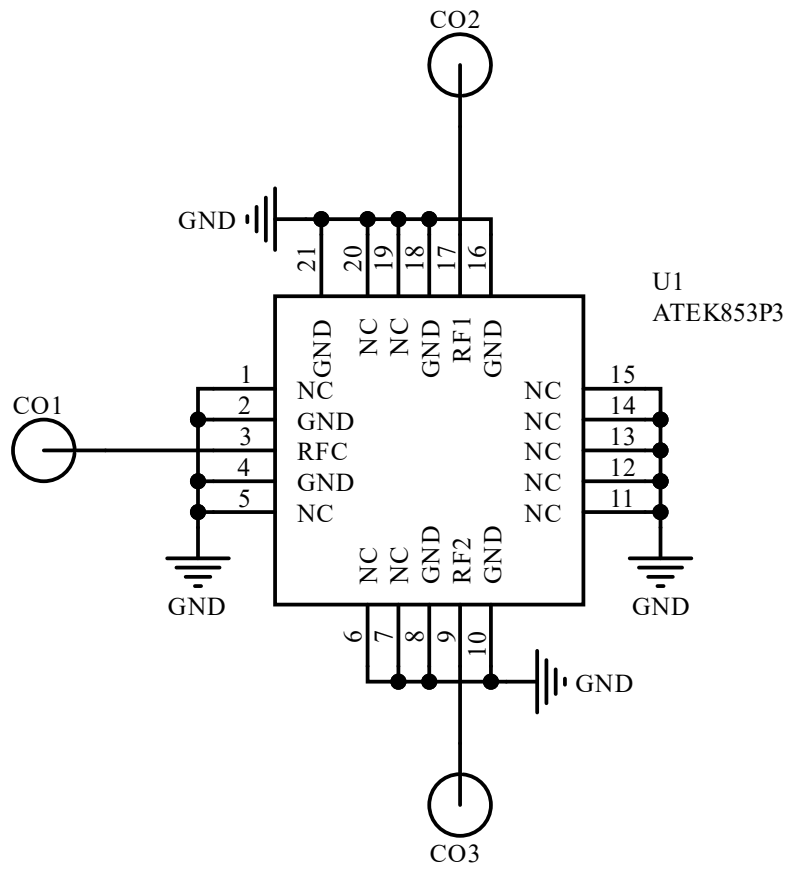 CO2
GND
21
20
19
18
17
16
U1
ATEK853P3
GND
NC
NC
GND
RF1
GND
1
NC
NC
15
CO1
2
GND
NC
14
3
RFC
NC
13
4
GND
NC
12
5
NC
NC
11
NC
NC
GND
RF2
GND
GND
GND
6
7
8
9
10
GND
CO3